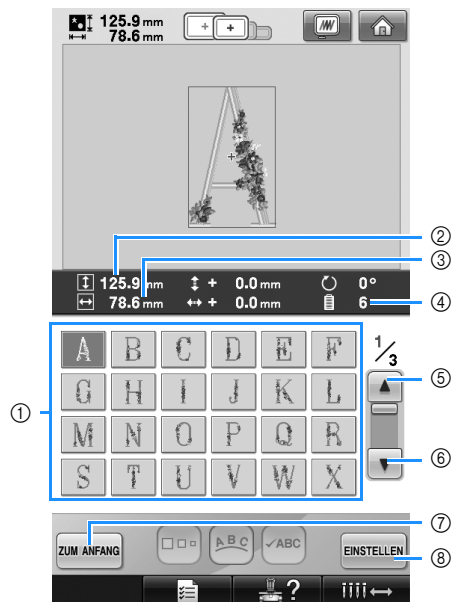 125.9 mm
78.6 mm
②
③
125.9 mm + 0.0 mm 0°
78.6 mm + 0.0 mm 6 ④
A B C D E F 1/3
⑤
G H I J K L
①
M N O P Q R
⑥
S T U V W X
⑦
ZUM ANFANG ABC ✓ABC EINSTELLEN
⑧
?